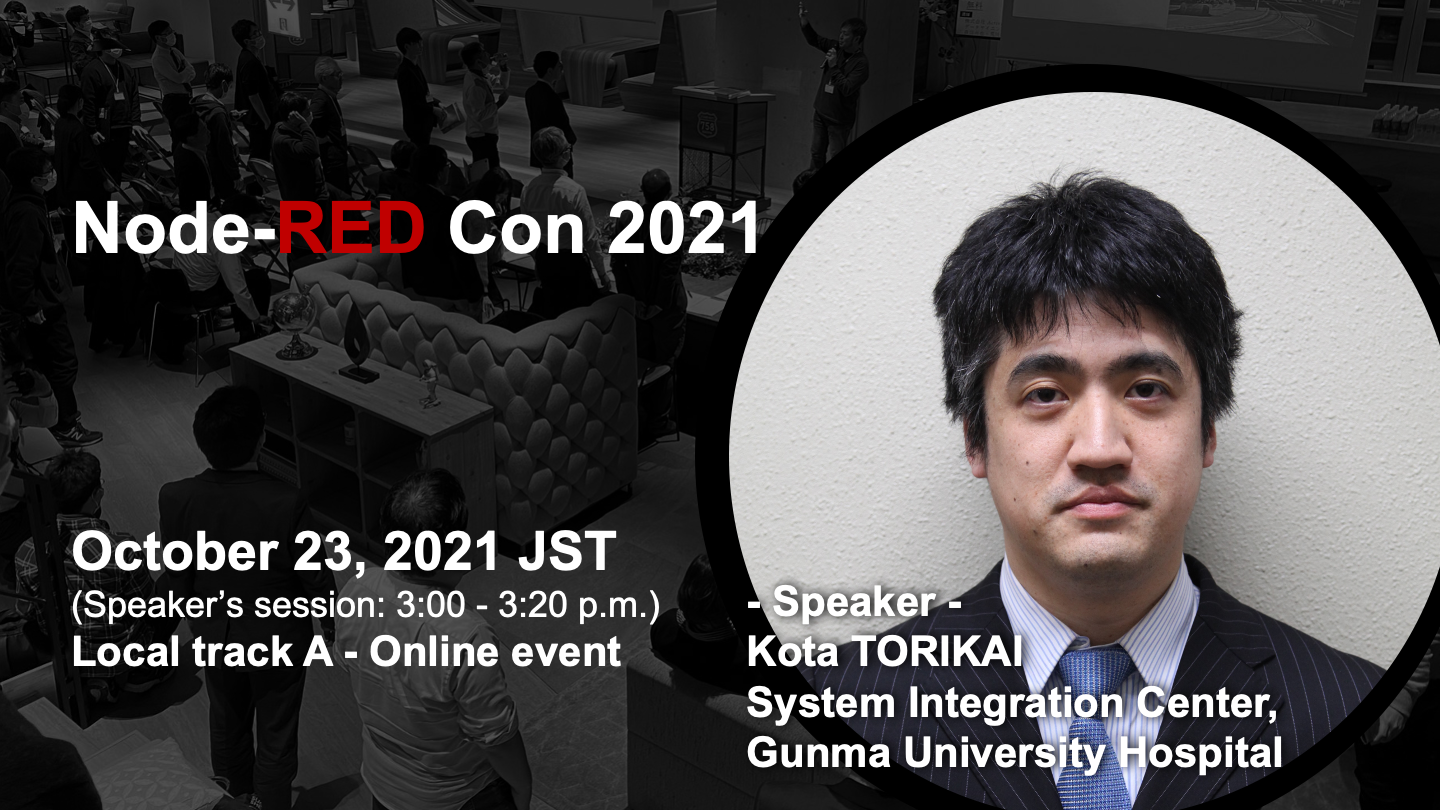 Node-RED Con 2021
October 23, 2021 JST
(Speaker’s session: 3:00 - 3:20 p.m.)
Local track A - Online event
- Speaker -
Kota TORIKAI
System Integration Center,
Gunma University Hospital